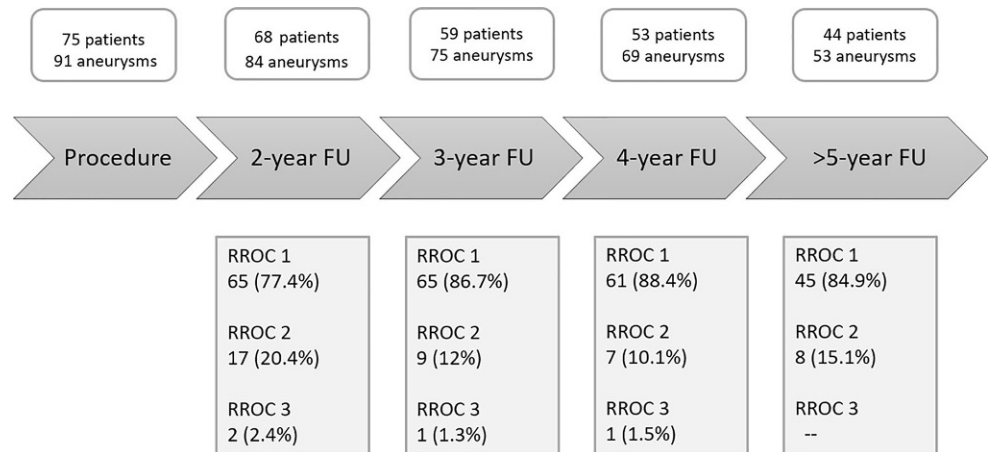 75 patients
91 aneurysms
68 patients
84 aneurysms
59 patients
75 aneurysms
53 patients
69 aneurysms
44 patients
53 aneurysms
Procedure
2-year FU
3-year FU
4-year FU
>5-year FU
RROC 1
65 (77.4%)
RROC 2
17 (20.4%)
RROC 3
2 (2.4%)
RROC 1
65 (86.7%)
RROC 2
9 (12%)
RROC 3
1 (1.3%)
RROC 1
61 (88.4%)
RROC 2
7 (10.1%)
RROC 3
1 (1.5%)
RROC 1
45 (84.9%)
RROC 2
8 (15.1%)
RROC 3
--